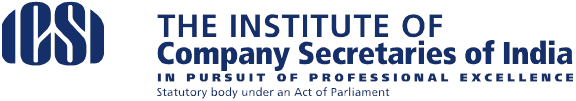 ICSI
THE INSTITUTE OF
Company Secretaries of India
IN PURSUIT OF PROFESSIONAL EXCELLENCE
Statutory body under an Act of Parliament